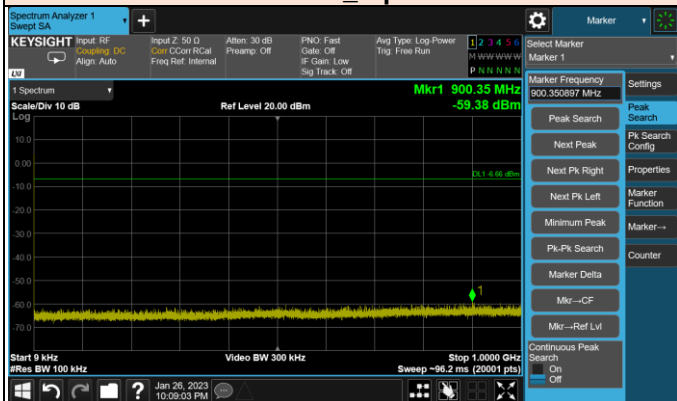 Spectrum Analyzer 1
Swept SA
Marker
KEYSIGHT
Input: RF
Coupling: DC
Align: Auto
Input Z: 50 Ω
Corr CCorr RCal
Freq Ref: Internal
Atten: 30 dB
Preamp: Off
PNO: Fast
Gate: Off
IF Gain: Low
Sig Track: Off
Avg Type: Log-Power
Trig: Free Run
1 2 3 4 5 6
M W W W W W
P N N N N N
LXI
Select Marker
Marker 1
1 Spectrum
Mkr1 900.35 MHz
Scale/Div 10 dB
Ref Level 20.00 dBm
-59.38 dBm
Log
10.0
0.00
-10.0
-20.0
-30.0
-40.0
-50.0
-60.0
-70.0
DL1 -6.66 dBm
1
Start 9 kHz
Video BW 300 kHz
Stop 1.0000 GHz
#Res BW 100 kHz
Sweep ~96.2 ms (20001 pts)
Marker Frequency
900.350897 MHz
Peak Search
Next Peak
Next Pk Right
Next Pk Left
Minimum Peak
Pk-Pk Search
Marker Delta
Mkr→CF
Mkr→Ref Lvl
Continuous Peak
Search
On
Off
Settings
Peak
Search
Pk Search
Config
Properties
Marker
Function
Marker→
Counter
?
Jan 26, 2023
10:09:03 PM